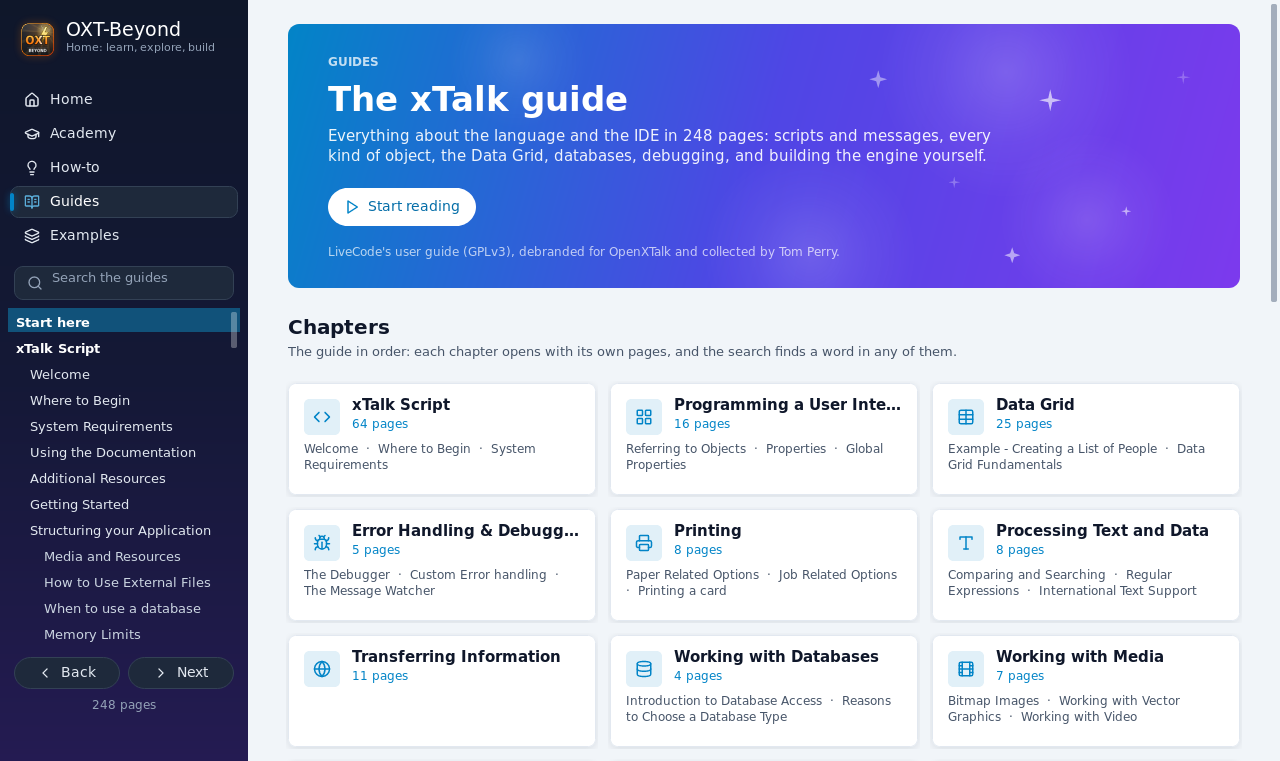 OXT
BEYOND
OXT-Beyond
Home: learn, explore, build
Home
Academy
How-to
Guides
Examples
Search the guides
Start here
xTalk Script
Welcome
Where to Begin
System Requirements
Using the Documentation
Additional Resources
Getting Started
Structuring your Application
Media and Resources
How to Use External Files
When to use a database
Memory Limits
Back
Next
248 pages
GUIDES
The xTalk guide
Everything about the language and the IDE in 248 pages: scripts and messages, every
kind of object, the Data Grid, databases, debugging, and building the engine yourself.
Start reading
LiveCode's user guide (GPLv3), debranded for OpenXTalk and collected by Tom Perry.
Chapters
The guide in order: each chapter opens with its own pages, and the search finds a word in any of them.
xTalk Script
64 pages
Welcome · Where to Begin · System
Requirements
Programming a User Inte...
16 pages
Referring to Objects · Properties · Global
Properties
Data Grid
25 pages
Example - Creating a List of People · Data
Grid Fundamentals
Error Handling & Debugg...
5 pages
The Debugger · Custom Error handling ·
The Message Watcher
Printing
8 pages
Paper Related Options · Job Related Options
· Printing a card
Processing Text and Data
8 pages
Comparing and Searching · Regular
Expressions · International Text Support
Transferring Information
11 pages
Working with Databases
4 pages
Introduction to Database Access · Reasons
to Choose a Database Type
Working with Media
7 pages
Bitmap Images · Working with Vector
Graphics · Working with Video